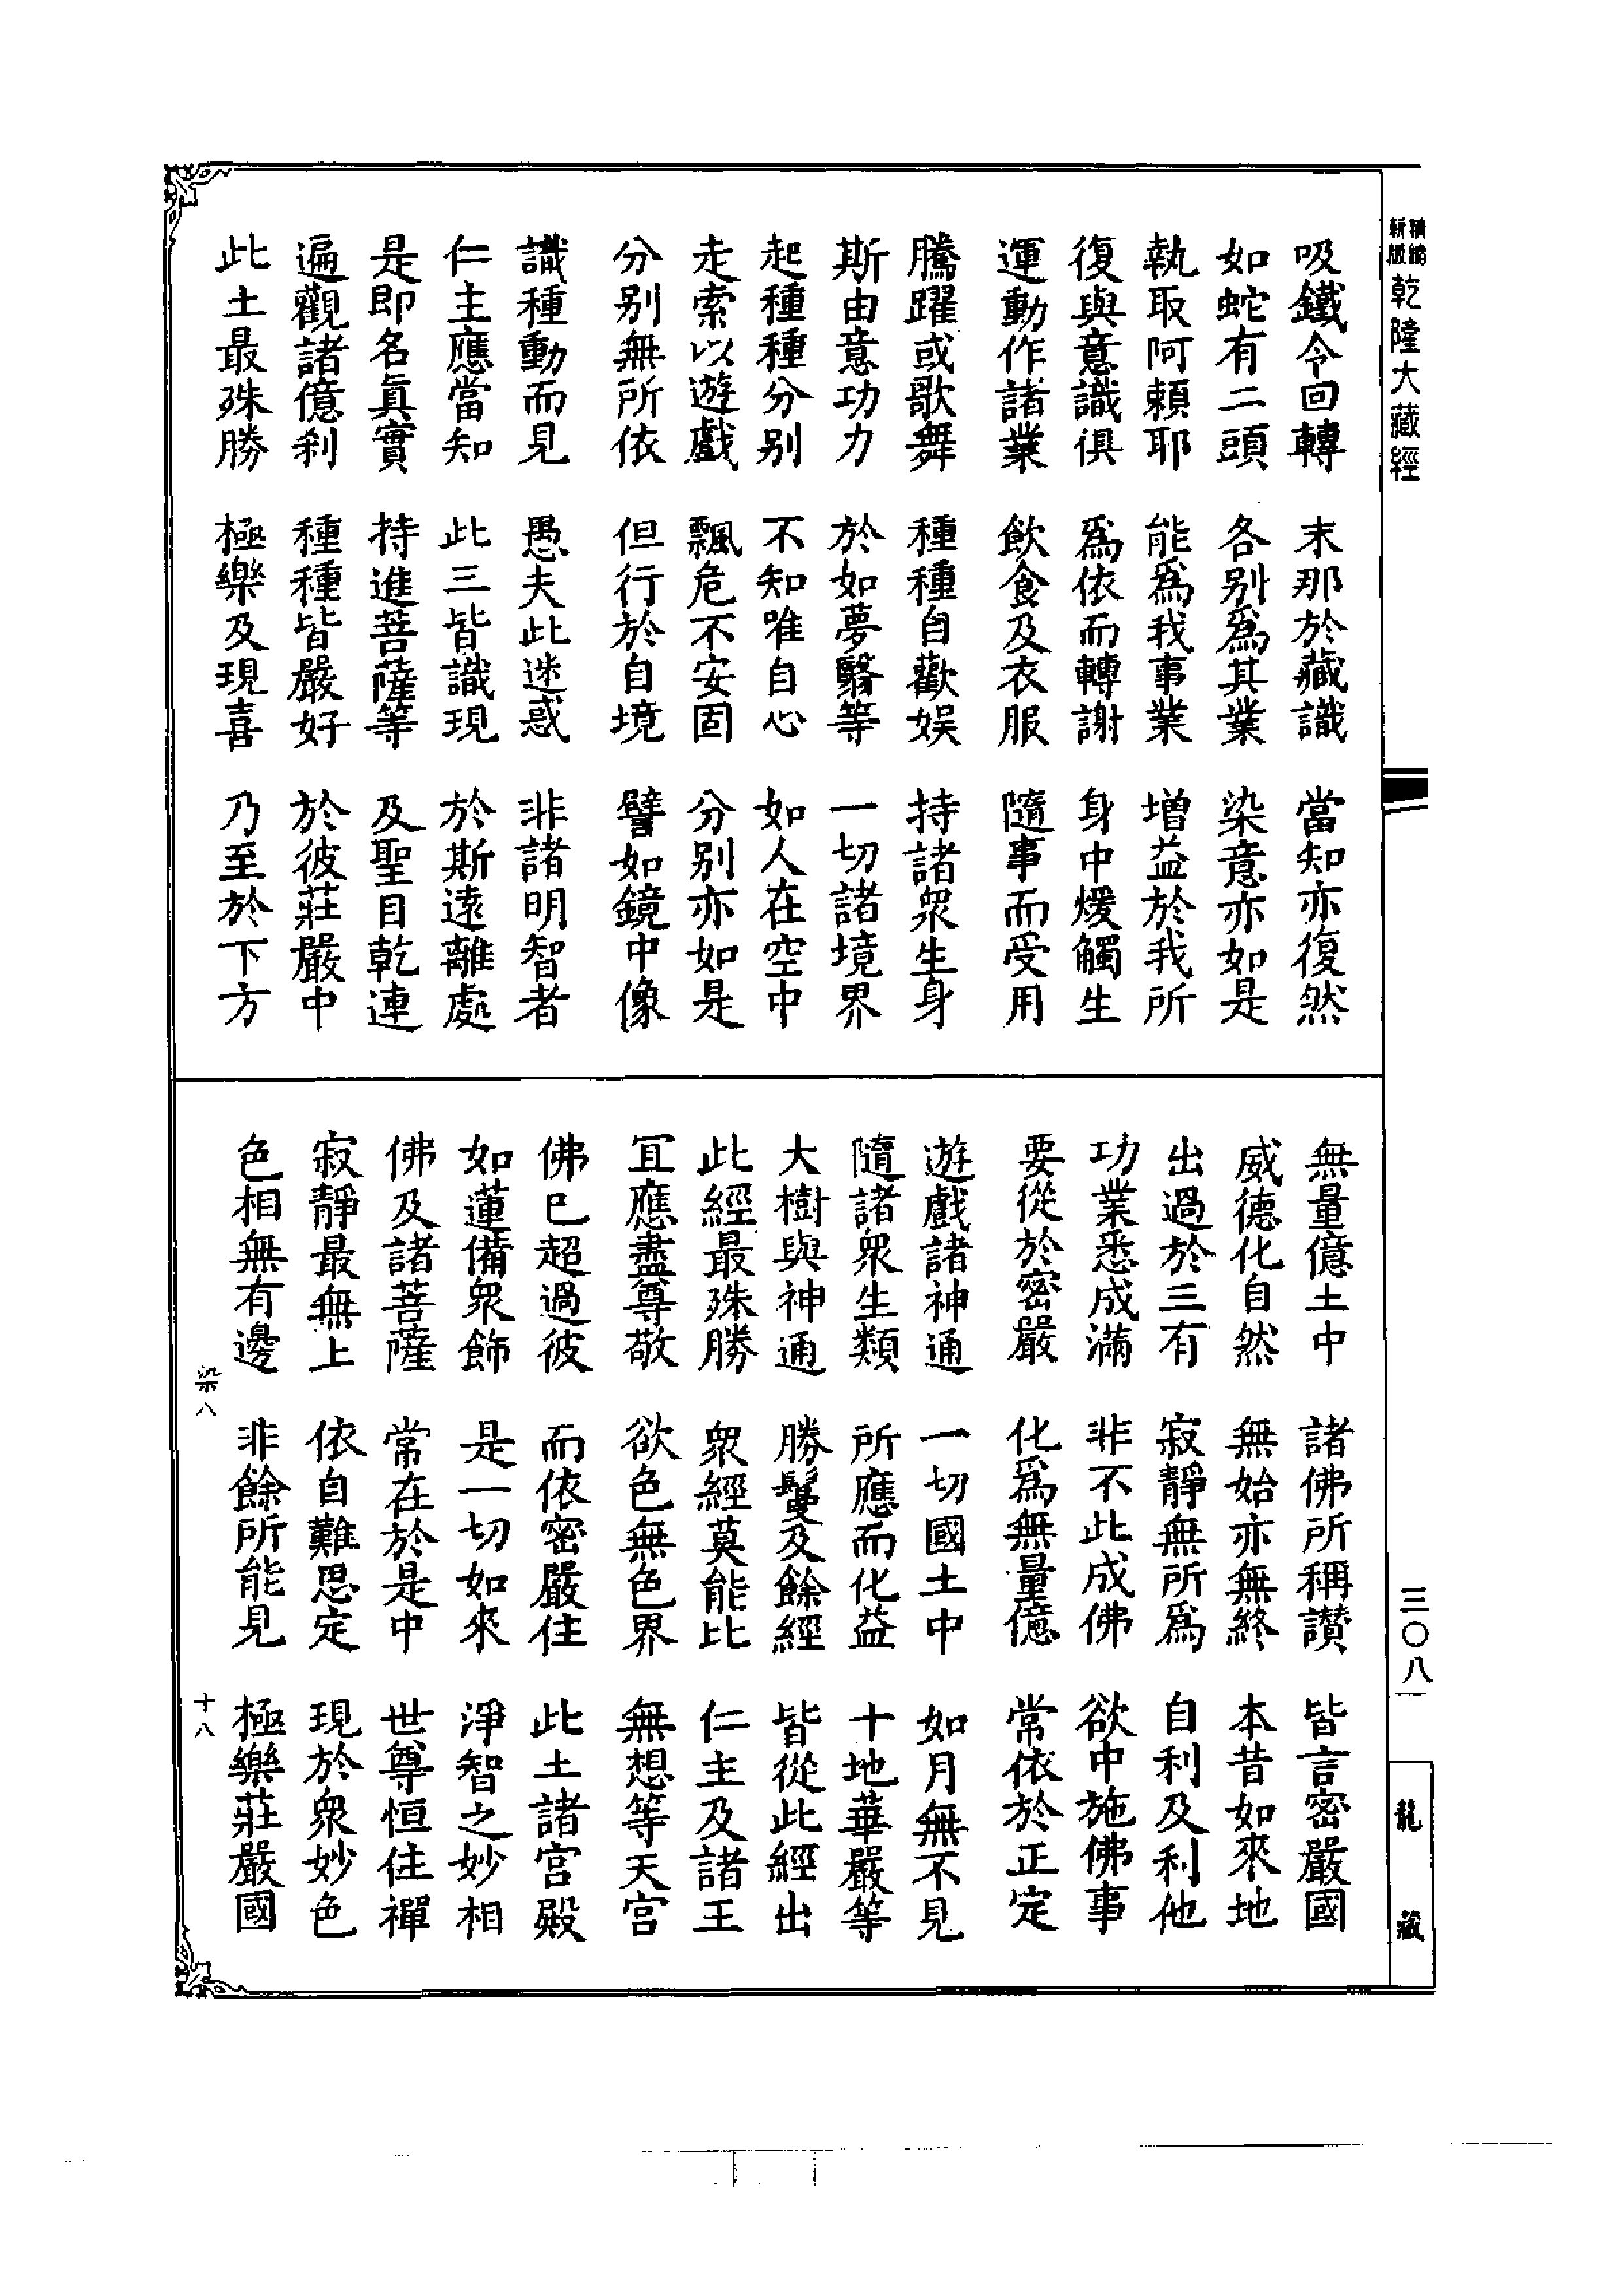 精編新版 乾隆大藏經
吸鐵令回轉 末那於藏識 當知亦復然
如蛇有二頭 各别爲其業 染意亦如是
執取阿賴耶 能爲我事業 增益於我所
復與意識俱 爲依而轉謝 身中煖觸生
運動作諸業 飲食及衣服 隨事而受用
騰躍或歌舞 種種自歡娱 持諸衆生身
斯由意功力 於如夢翳等 一切諸境界
起種種分别 不知唯自心 如人在空中
走索以遊戲 飄危不安固 分别亦如是
分别無所依 但行於自境 譬如鏡中像
識種動而見 愚夫此迷惑 非諸明智者
仁主應當知 此三皆識現 於斯遠離處
是即名眞實 持進菩薩等 及聖目乾連
遍觀諸億刹 種種皆嚴好 於彼莊嚴中
此土最殊勝 極樂及現喜 乃至於下方
無量億土中 諸佛所稱讚 皆言密嚴國
威德化自然 無始亦無終 本昔如來地
出過於三有 寂靜無所爲 自利及利他
功業悉成滿 非不此成佛 欲中施佛事
要從於密嚴 化爲無量億 常依於正定
遊戲諸神通 一切國土中 如月無不見
隨諸衆生類 所應而化益 十地華嚴等
大樹與神通 勝鬘及餘經 皆從此經出
此經最殊勝 衆經莫能比 仁主及諸王
宜應盡尊敬 欲色無色界 無想等天宫
佛已超過彼 而依密嚴住 此土諸宫殿
如蓮備衆飾 是一切如來 淨智之妙相
佛及諸菩薩 常在於是中 世尊恒住禪
寂靜最無上 依自難思定 現於衆妙色
色相無有邊 非餘所能見 極樂莊嚴國
染八 十八
三〇八
龍藏